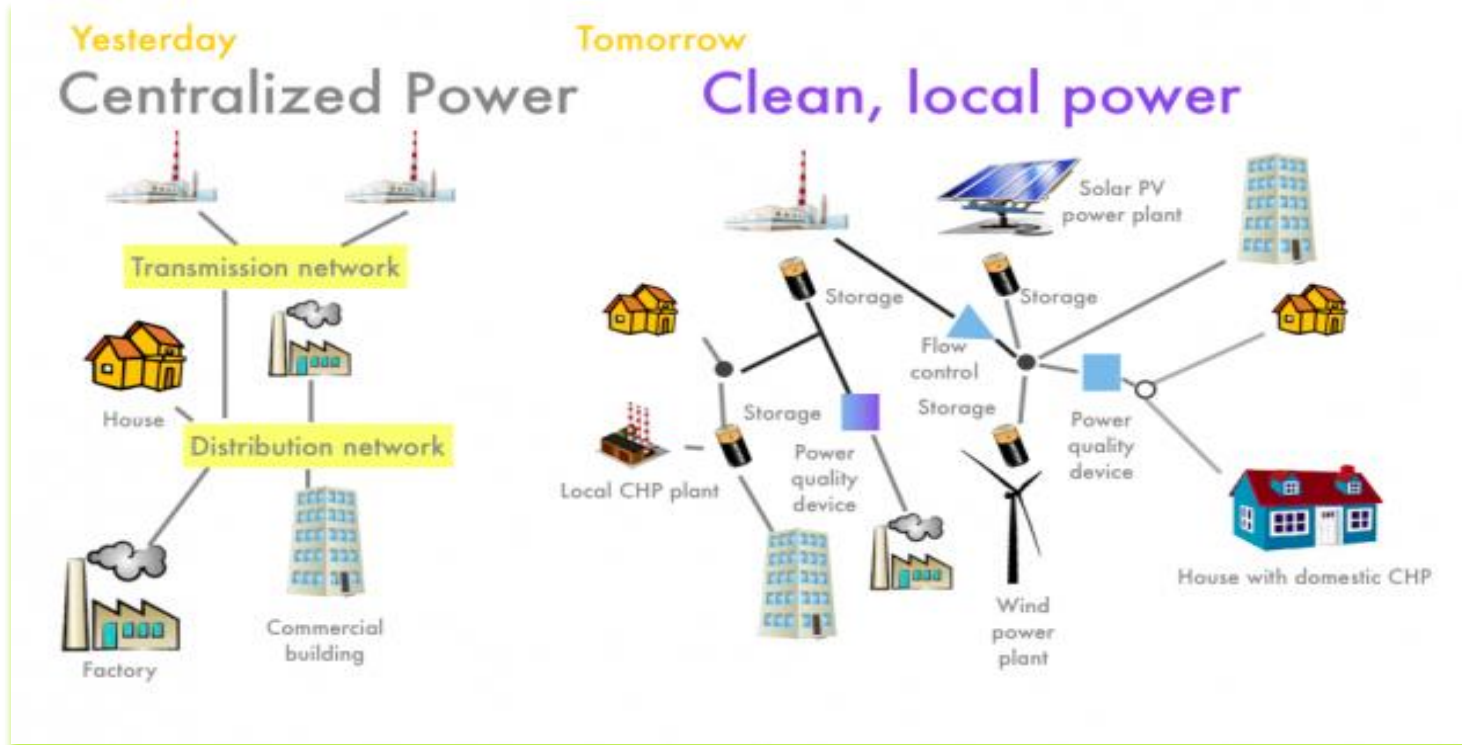 Yesterday
Centralized Power
Transmission network
House
Distribution network
Commercial
building
Factory
Tomorrow
Clean, local power
Solar PV
power plant
Storage
Storage
Flow
control
Storage
Storage
Power
quality
device
Power
quality
device
Local CHP plant
House with domestic CHP
Wind
power
plant